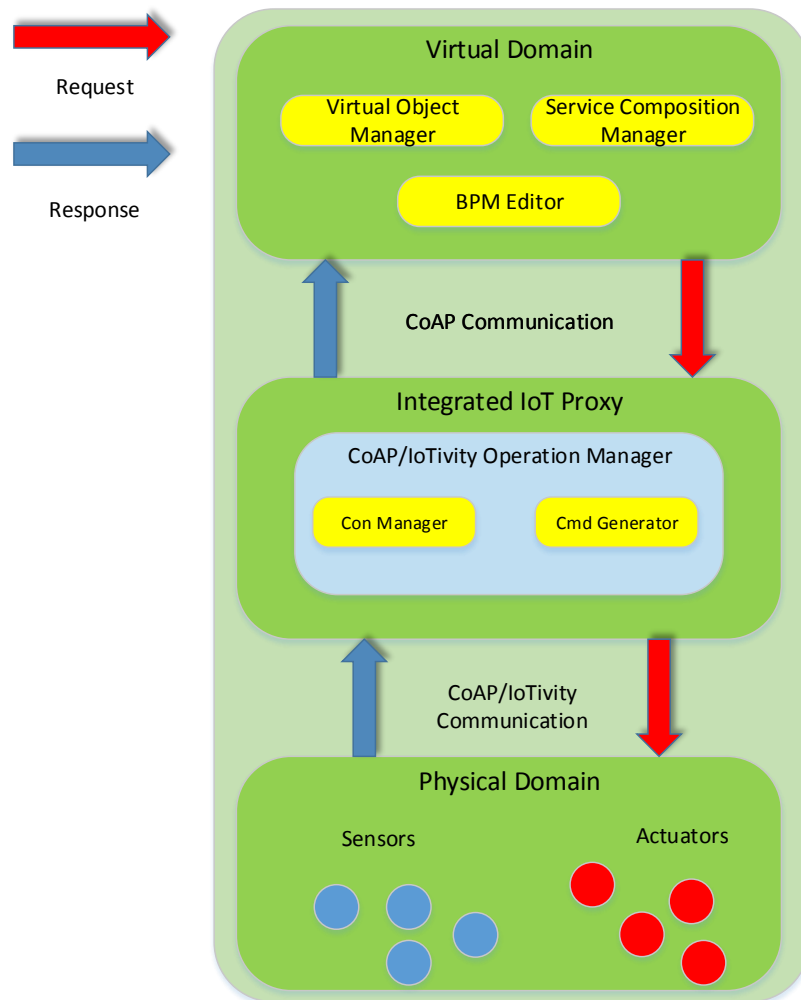 Request
Response
Virtual Domain
Virtual Object
Manager
Service Composition
Manager
BPM Editor
CoAP Communication
Integrated IoT Proxy
CoAP/IoTivity Operation Manager
Con Manager
Cmd Generator
CoAP/IoTivity
Communication
Physical Domain
Sensors
Actuators